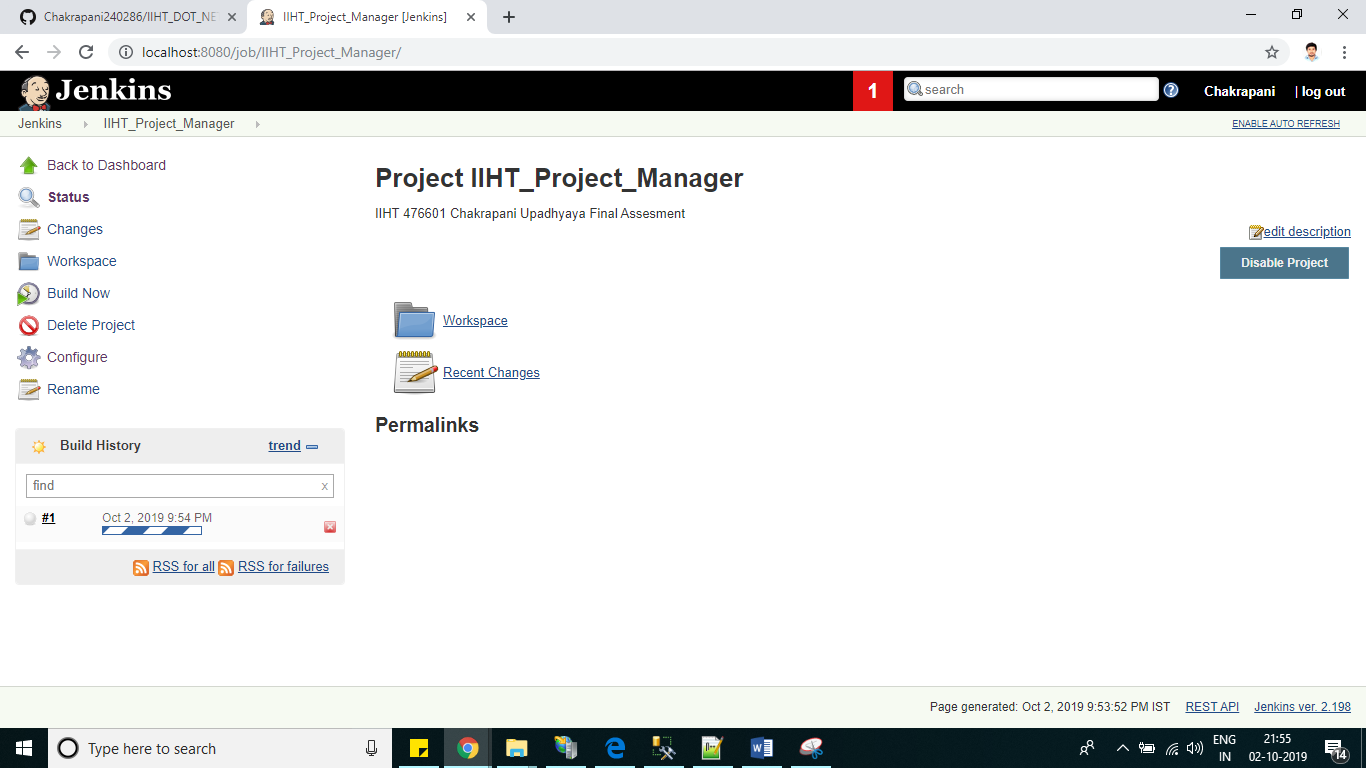 Chakrapani240286/IIHT_DOT_NE
IIHT_Project_Manager [Jenkins]
localhost:8080/job/IIHT_Project_Manager/
Jenkins
1
search
?
Chakrapani
| log out
Jenkins
IIHT_Project_Manager
ENABLE AUTO REFRESH
Back to Dashboard
Status
Changes
Workspace
Build Now
Delete Project
Configure
Rename
Project IIHT_Project_Manager
IIHT 476601 Chakrapani Upadhyaya Final Assesment
edit description
Disable Project
Workspace
Recent Changes
Permalinks
Build History
trend
find
x
#1
Oct 2, 2019 9:54 PM
RSS for all
RSS for failures
Page generated: Oct 2, 2019 9:53:52 PM IST
REST API
Jenkins ver. 2.198
Type here to search
ENG
IN
21:55
02-10-2019
14